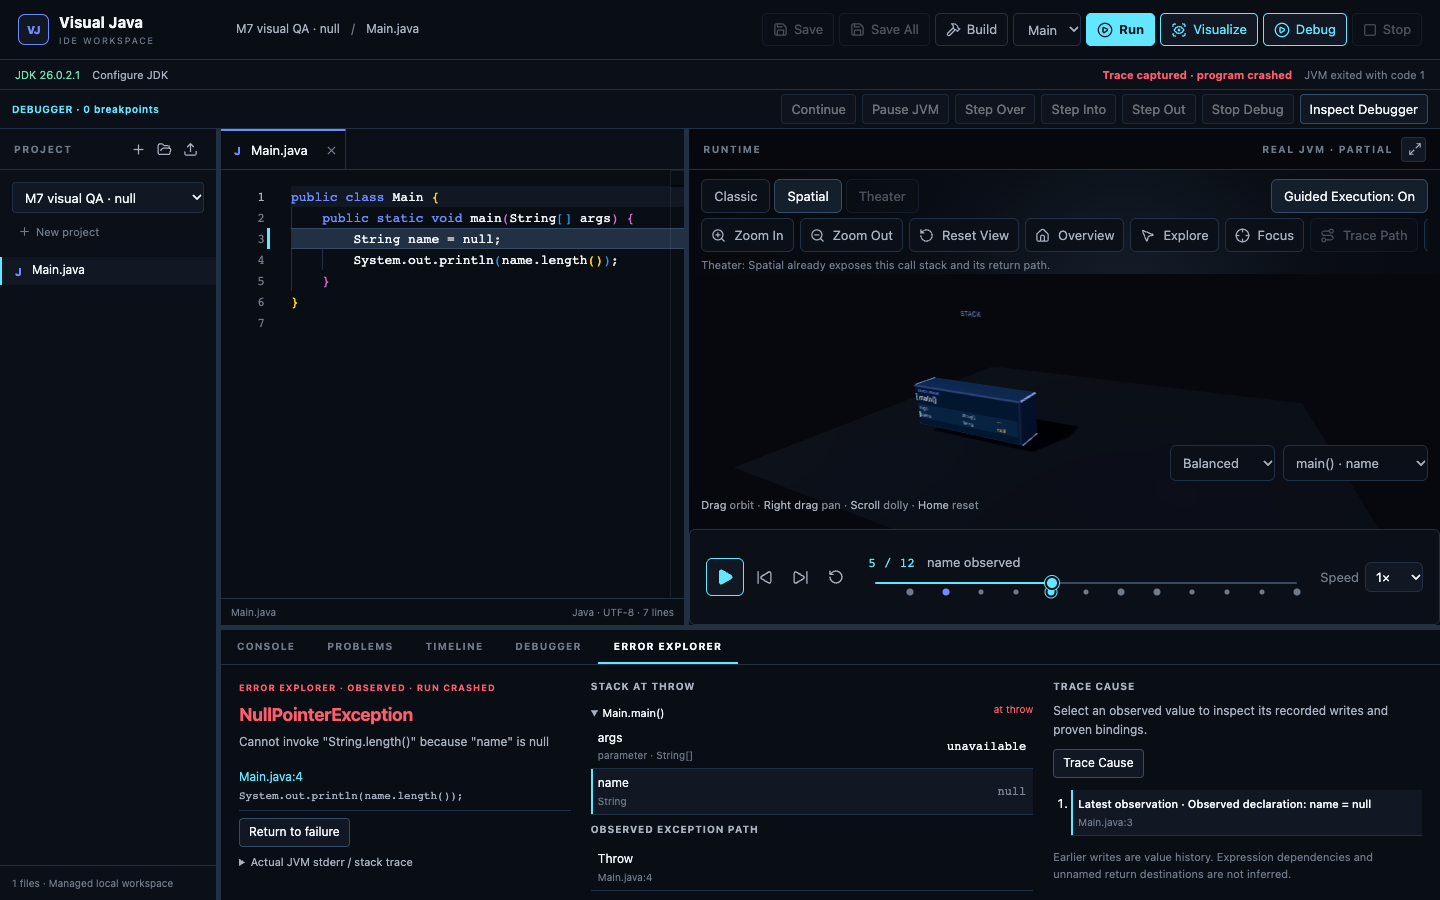 VJ
Visual Java
IDE WORKSPACE
M7 visual QA · null / Main.java
Save
Save All
Build
Main
Run
Visualize
Debug
Stop
JDK 26.0.2.1 Configure JDK
Trace captured · program crashed JVM exited with code 1
DEBUGGER · 0 breakpoints
Continue
Pause JVM
Step Over
Step Into
Step Out
Stop Debug
Inspect Debugger
PROJECT
M7 visual QA · null
New project
J Main.java
1 files · Managed local workspace
J Main.java
1 public class Main {
2 public static void main(String[] args) {
3 String name = null;
4 System.out.println(name.length());
5 }
6 }
7
Main.java
Java · UTF-8 · 7 lines
RUNTIME
REAL JVM · PARTIAL
Classic
Spatial
Theater
Guided Execution: On
Zoom In
Zoom Out
Reset View
Overview
Explore
Focus
Trace Path
Theater: Spatial already exposes this call stack and its return path.
STACK
main()
Balanced
main() · name
Drag orbit · Right drag pan · Scroll dolly · Home reset
5 / 12 name observed
Speed
1×
CONSOLE
PROBLEMS
TIMELINE
DEBUGGER
ERROR EXPLORER
ERROR EXPLORER · OBSERVED · RUN CRASHED
NullPointerException
Cannot invoke "String.length()" because "name" is null
Main.java:4
System.out.println(name.length());
Return to failure
Actual JVM stderr / stack trace
STACK AT THROW
Main.main()
at throw
args
parameter · String[]
unavailable
name
String
null
OBSERVED EXCEPTION PATH
Throw
Main.java:4
TRACE CAUSE
Select an observed value to inspect its recorded writes and
proven bindings.
Trace Cause
1. Latest observation · Observed declaration: name = null
Main.java:3
Earlier writes are value history. Expression dependencies and
unnamed return destinations are not inferred.